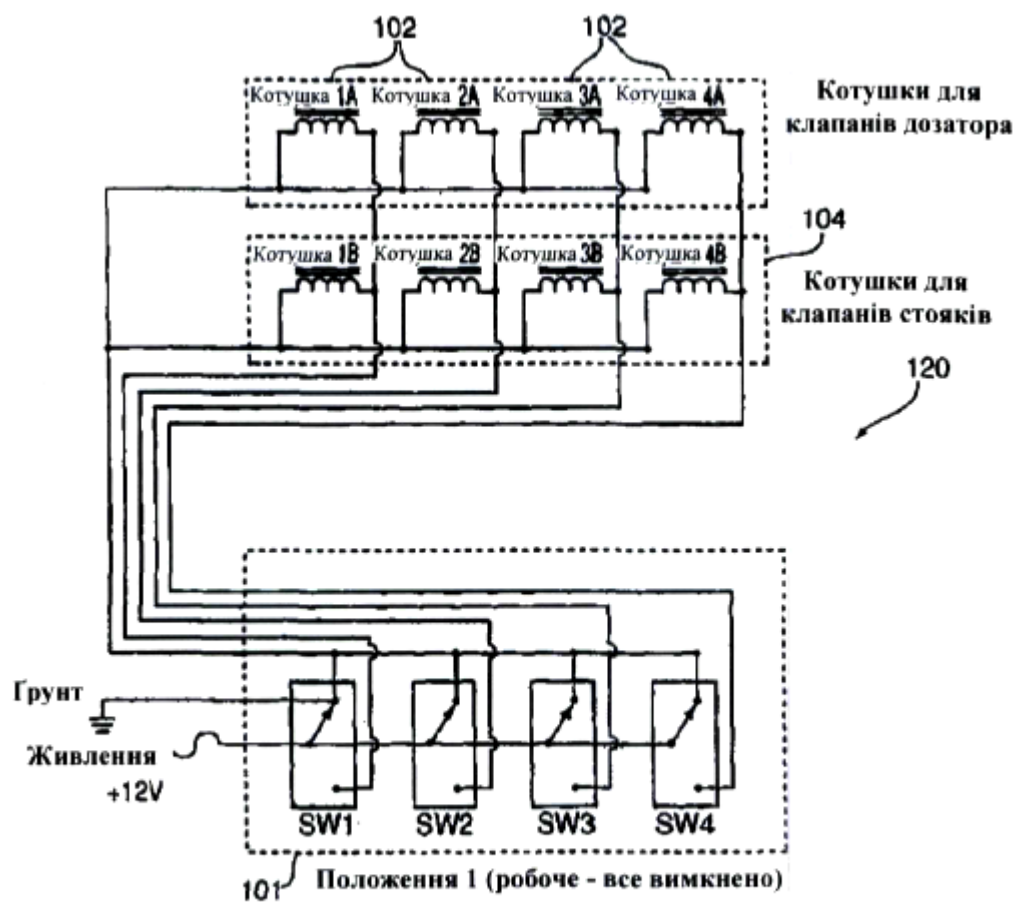 102 102
Котушка 1A Котушка 2A Котушка 3A Котушка 4A
Котушки для
клапанів дозатора
104
Котушка 1B Котушка 2B Котушка 3B Котушка 4B
Котушки для
клапанів стояків
120
Ґрунт
Живлення
+12V
SW1 SW2 SW3 SW4
101
Положення 1 (робоче - все вимкнено)